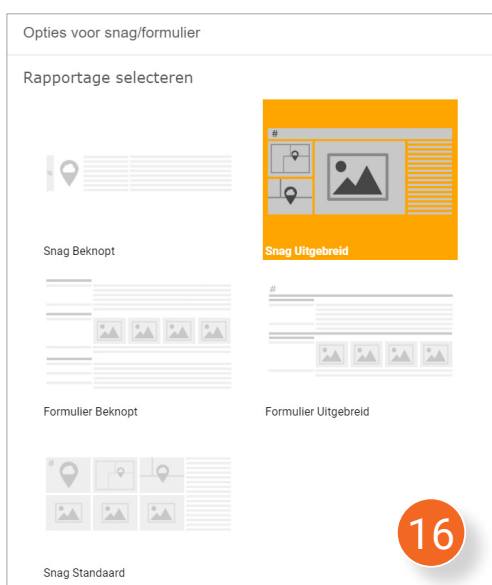 Opties voor snag/formulier
Rapportage selecteren
#
Snag Beknopt
Snag Uitgebreid
#
Formulier Beknopt
Formulier Uitgebreid
#
Snag Standaard
16